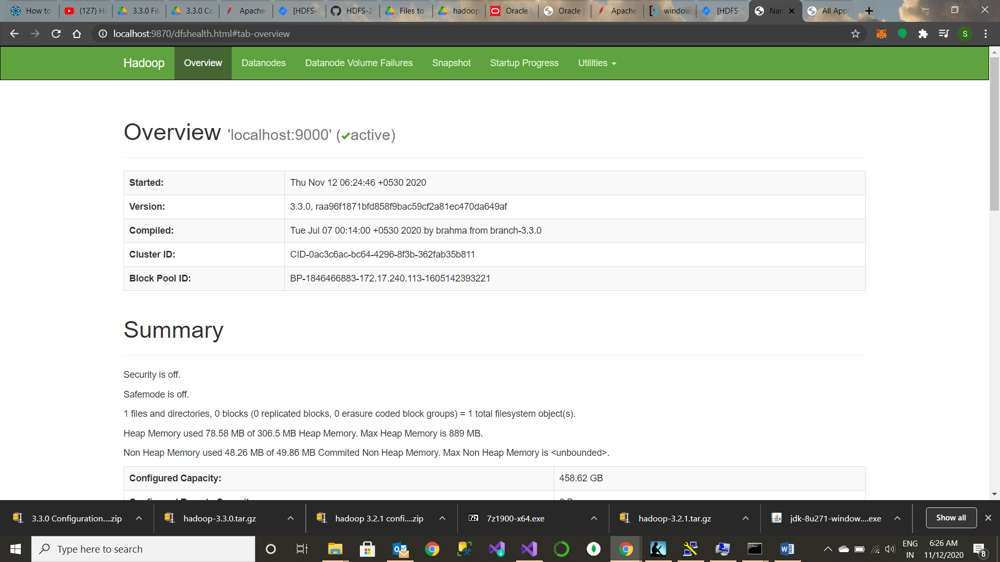 How to
(127) H
3.3.0 Fil
3.3.0 Co
Apache
[HDFS-
HDFS-2
Files to
hadoop
Oracle
Oracle
Apache
window
[HDFS-
Nan
All Appl
localhost:9870/dfshealth.html#tab-overview
S
Hadoop
Overview
Datanodes
Datanode Volume Failures
Snapshot
Startup Progress
Utilities
Overview 'localhost:9000' (✔active)
Started: Thu Nov 12 06:24:46 +0530 2020
Version: 3.3.0, raa96f1871bfd858f9bac59cf2a81ec470da649af
Compiled: Tue Jul 07 00:14:00 +0530 2020 by brahma from branch-3.3.0
Cluster ID: CID-0ac3c6ac-bc64-4296-8f3b-362fab35b811
Block Pool ID: BP-1846466883-172.17.240.113-1605142393221
Summary
Security is off.
Safemode is off.
1 files and directories, 0 blocks (0 replicated blocks, 0 erasure coded block groups) = 1 total filesystem object(s).
Heap Memory used 78.58 MB of 306.5 MB Heap Memory. Max Heap Memory is 889 MB.
Non Heap Memory used 48.26 MB of 49.86 MB Commited Non Heap Memory. Max Non Heap Memory is <unbounded>.
Configured Capacity: 458.62 GB
3.3.0 Configuration....zip
hadoop-3.3.0.tar.gz
hadoop 3.2.1 confi....zip
7z1900-x64.exe
hadoop-3.2.1.tar.gz
jdk-8u271-window....exe
Show all
Type here to search
ENG
IN
6:26 AM
11/12/2020
8